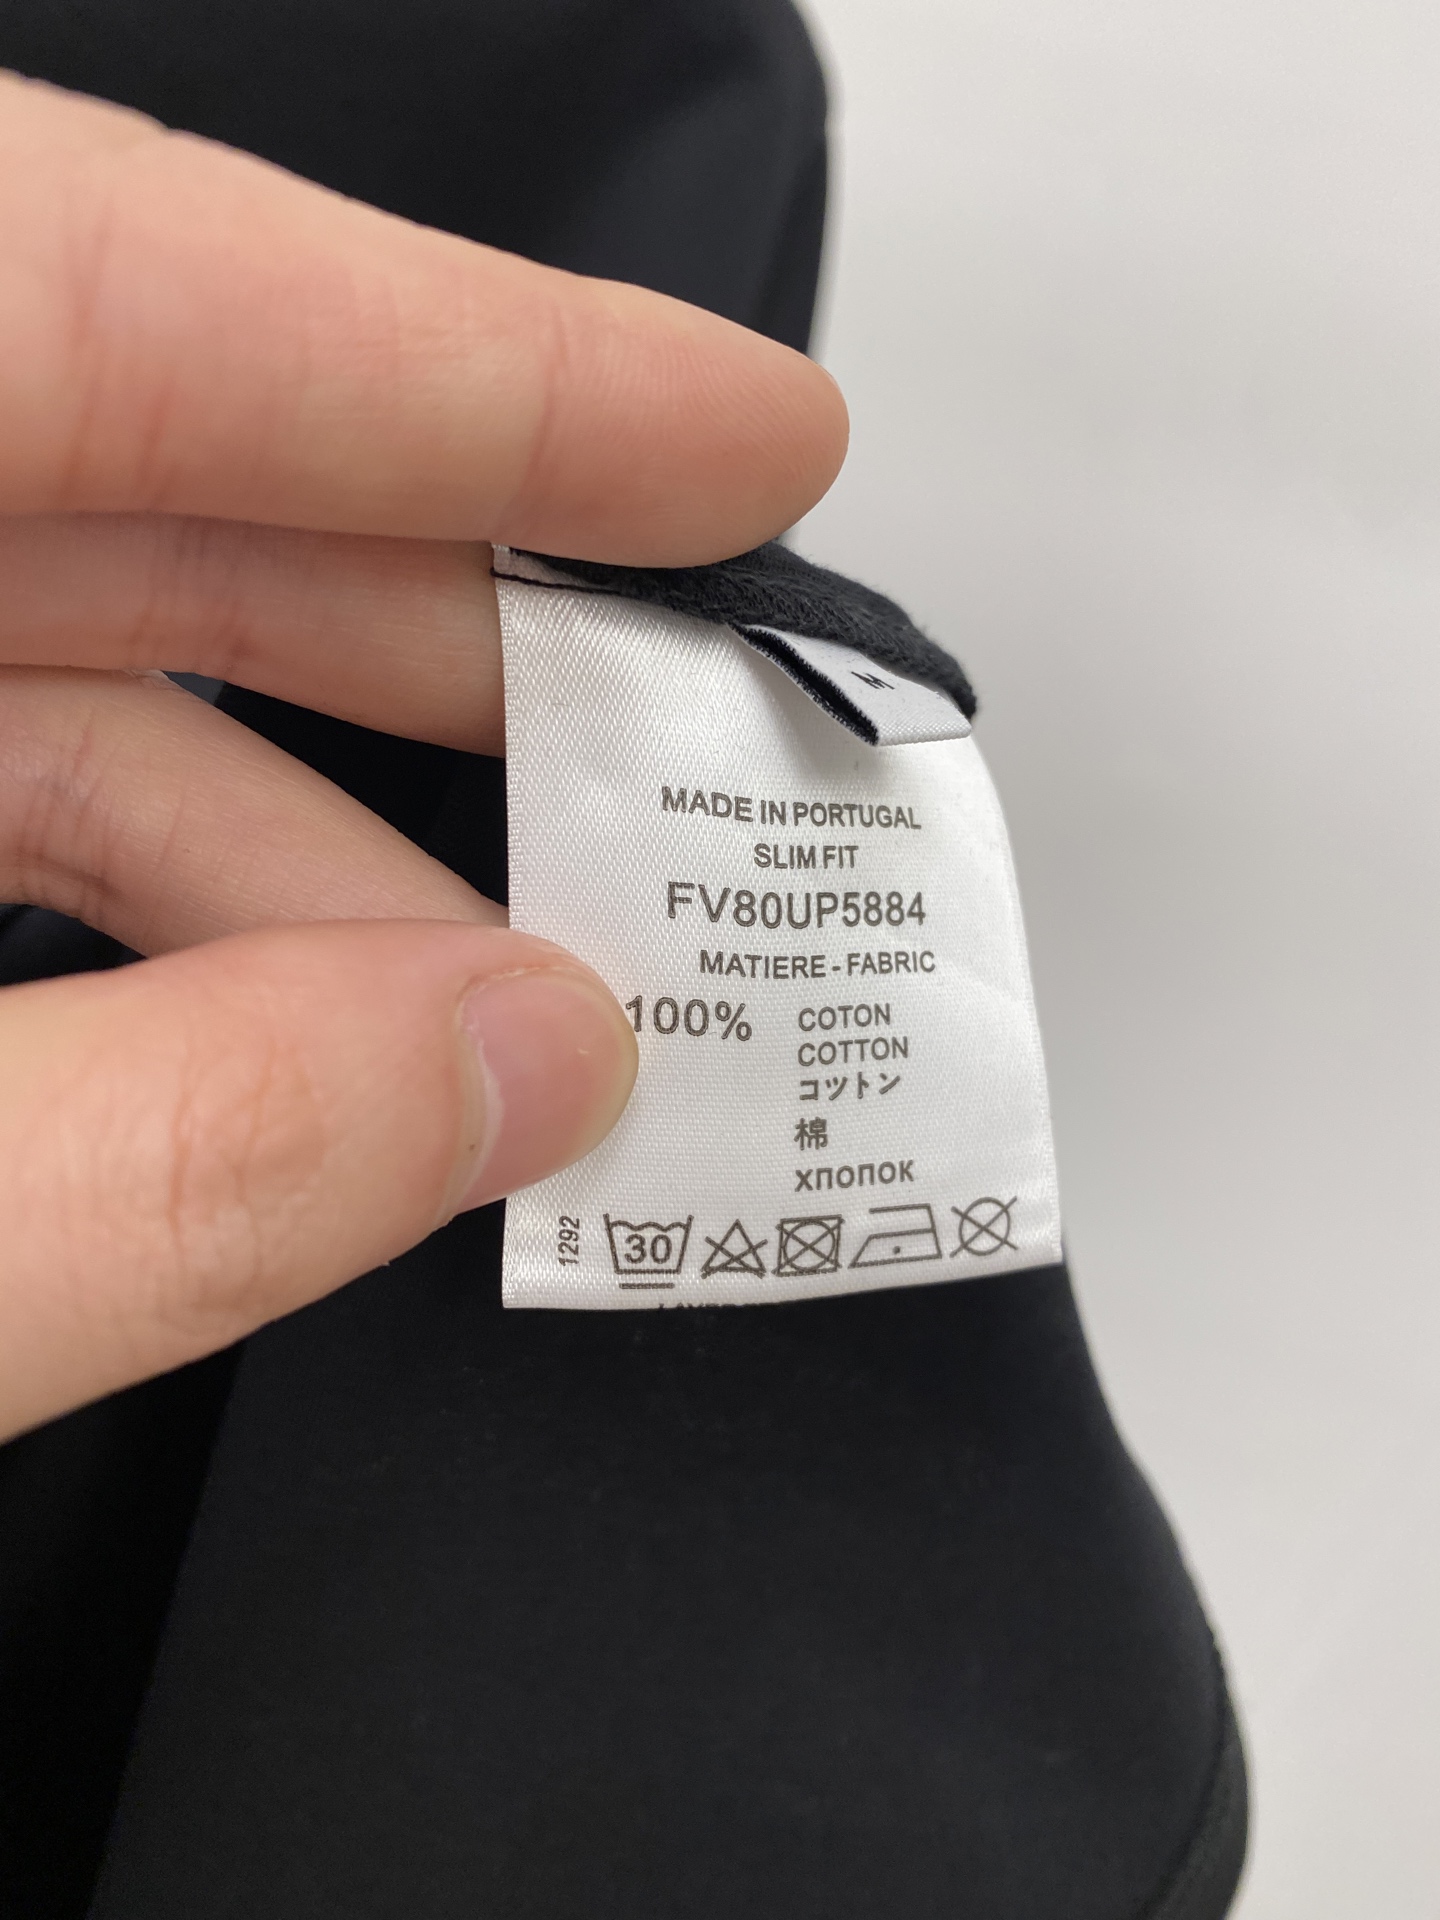 M
MADE IN PORTUGAL
SLIM FIT
FV80UP5884
MATIERE - FABRIC
100% COTON
COTTON
コットン
棉
хлопок
1292
30